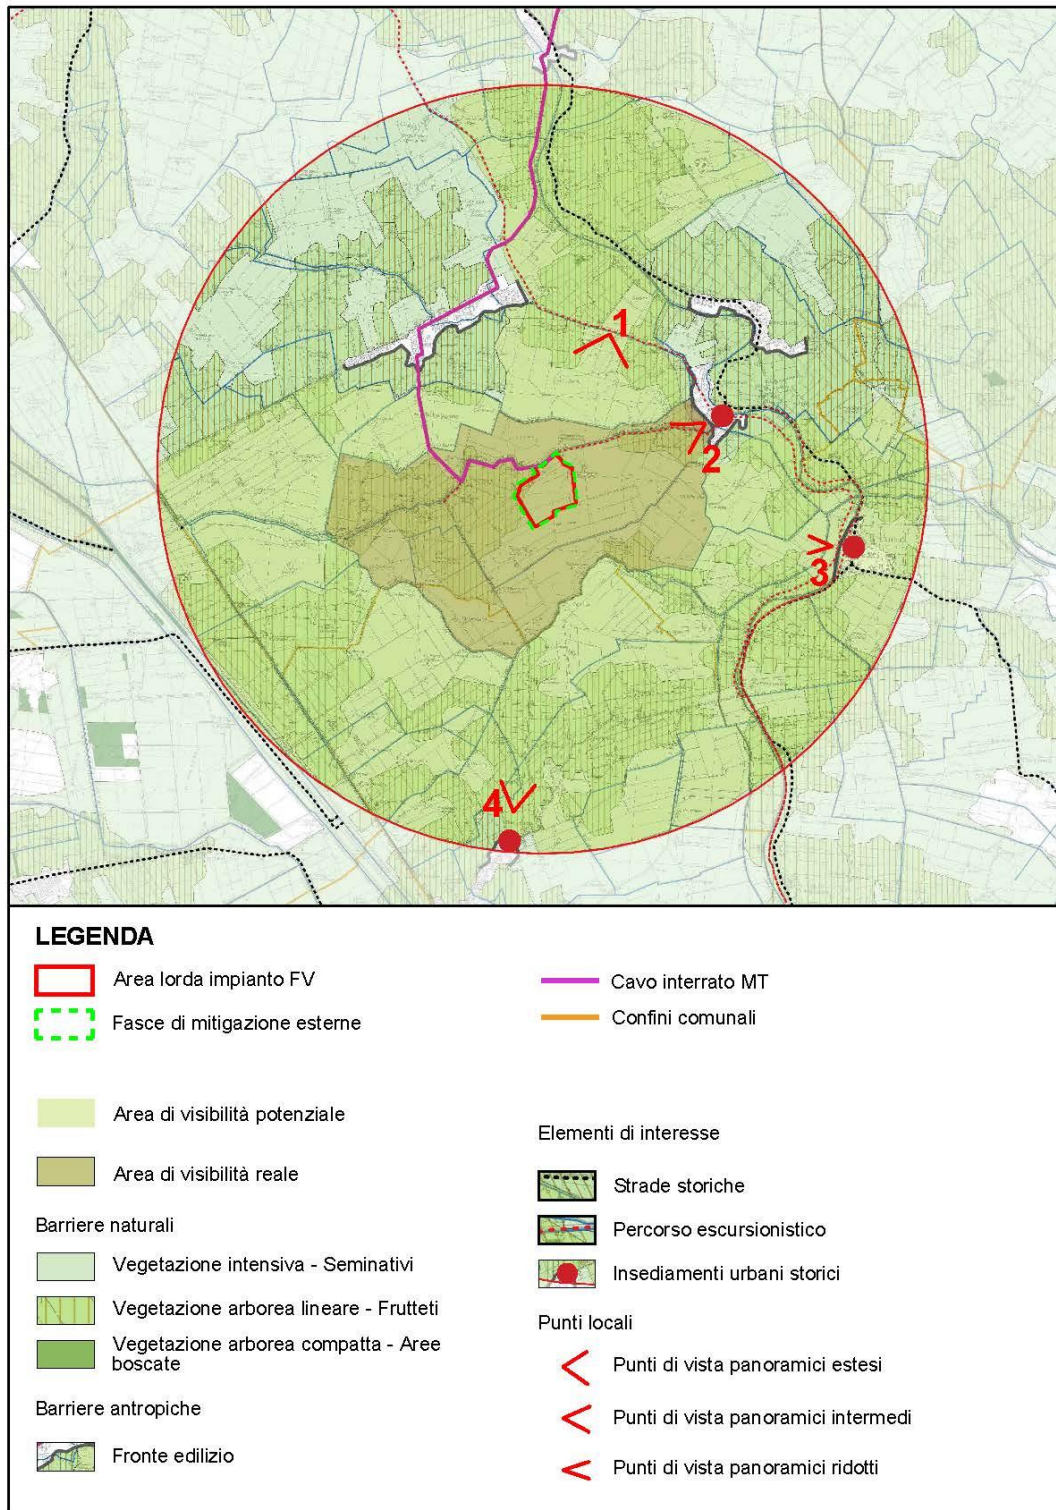 1
2
3
4
LEGENDA
Area lorda impianto FV
Fasce di mitigazione esterne
Area di visibilità potenziale
Area di visibilità reale
Barriere naturali
Vegetazione intensiva - Seminativi
Vegetazione arborea lineare - Frutteti
Vegetazione arborea compatta - Aree
boscate
Barriere antropiche
Fronte edilizio
Cavo interrato MT
Confini comunali
Elementi di interesse
Strade storiche
Percorso escursionistico
Insediamenti urbani storici
Punti locali
Punti di vista panoramici estesi
Punti di vista panoramici intermedi
Punti di vista panoramici ridotti